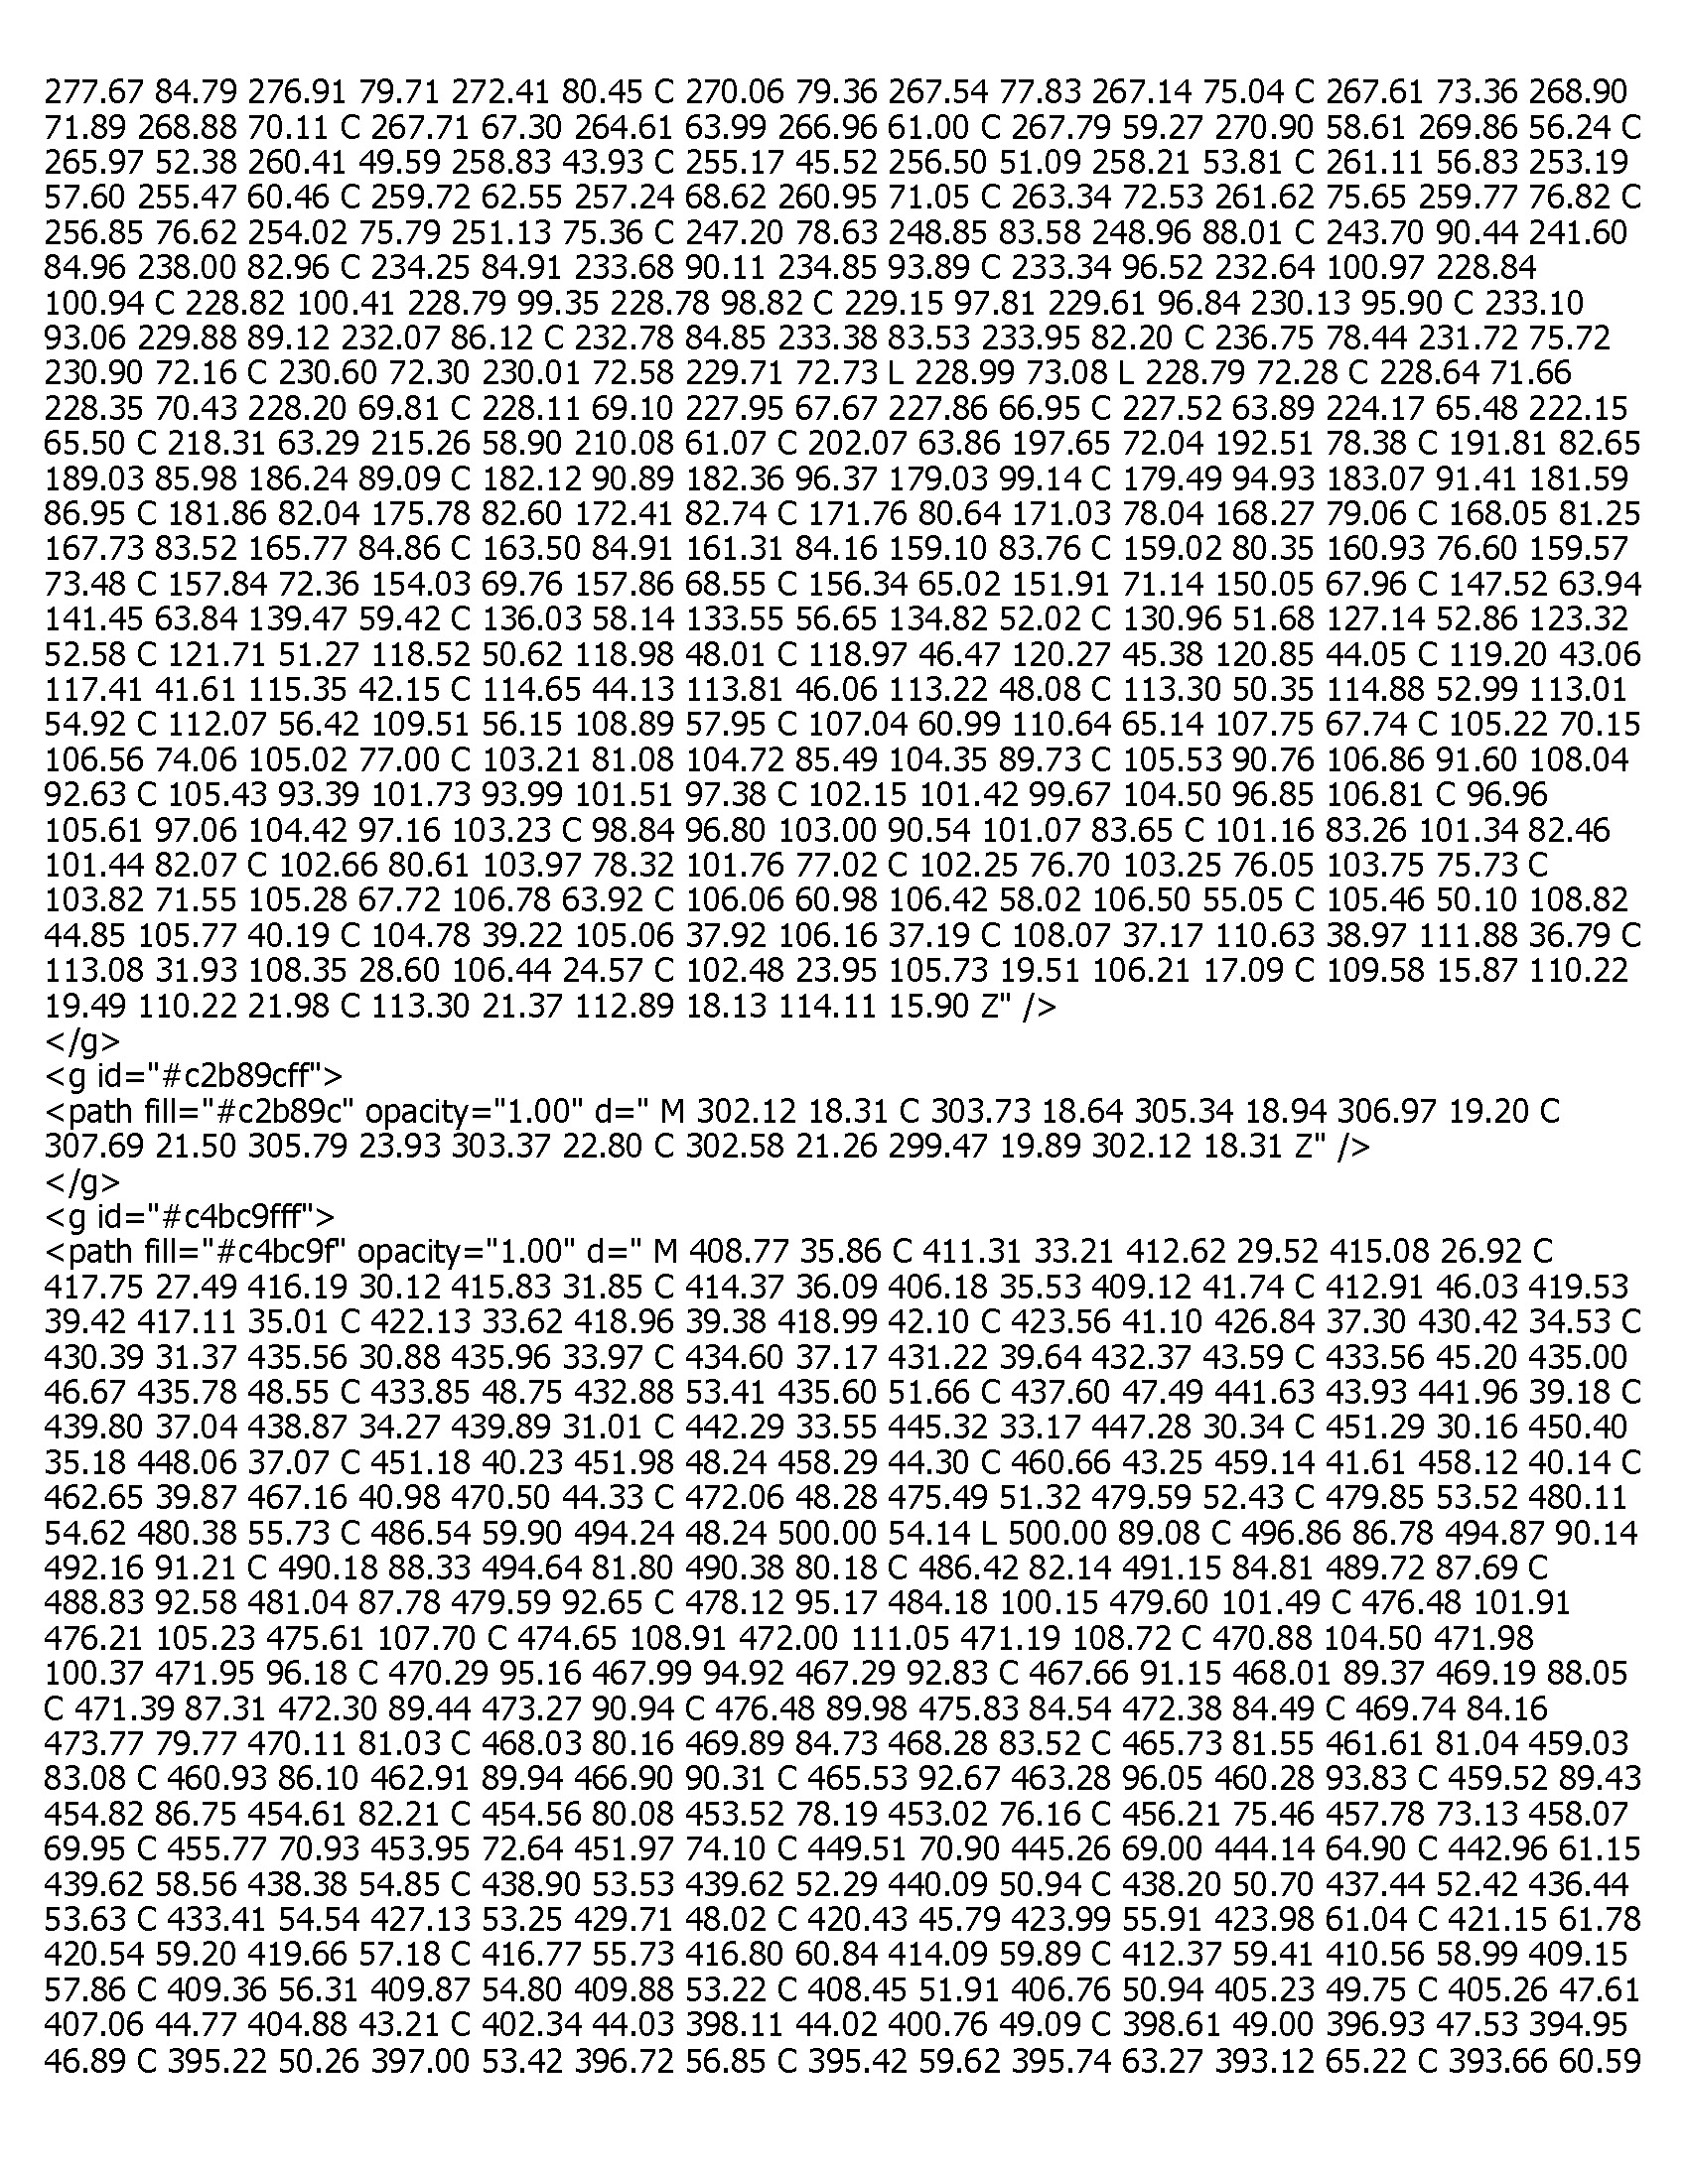 277.67 84.79 276.91 79.71 272.41 80.45 C 270.06 79.36 267.54 77.83 267.14 75.04 C 267.61 73.36 268.90
71.89 268.88 70.11 C 267.71 67.30 264.61 63.99 266.96 61.00 C 267.79 59.27 270.90 58.61 269.86 56.24 C
265.97 52.38 260.41 49.59 258.83 43.93 C 255.17 45.52 256.50 51.09 258.21 53.81 C 261.11 56.83 253.19
57.60 255.47 60.46 C 259.72 62.55 257.24 68.62 260.95 71.05 C 263.34 72.53 261.62 75.65 259.77 76.82 C
256.85 76.62 254.02 75.79 251.13 75.36 C 247.20 78.63 248.85 83.58 248.96 88.01 C 243.70 90.44 241.60
84.96 238.00 82.96 C 234.25 84.91 233.68 90.11 234.85 93.89 C 233.34 96.52 232.64 100.97 228.84
100.94 C 228.82 100.41 228.79 99.35 228.78 98.82 C 229.15 97.81 229.61 96.84 230.13 95.90 C 233.10
93.06 229.88 89.12 232.07 86.12 C 232.78 84.85 233.38 83.53 233.95 82.20 C 236.75 78.44 231.72 75.72
230.90 72.16 C 230.60 72.30 230.01 72.58 229.71 72.73 L 228.99 73.08 L 228.79 72.28 C 228.64 71.66
228.35 70.43 228.20 69.81 C 228.11 69.10 227.95 67.67 227.86 66.95 C 227.52 63.89 224.17 65.48 222.15
65.50 C 218.31 63.29 215.26 58.90 210.08 61.07 C 202.07 63.86 197.65 72.04 192.51 78.38 C 191.81 82.65
189.03 85.98 186.24 89.09 C 182.12 90.89 182.36 96.37 179.03 99.14 C 179.49 94.93 183.07 91.41 181.59
86.95 C 181.86 82.04 175.78 82.60 172.41 82.74 C 171.76 80.64 171.03 78.04 168.27 79.06 C 168.05 81.25
167.73 83.52 165.77 84.86 C 163.50 84.91 161.31 84.16 159.10 83.76 C 159.02 80.35 160.93 76.60 159.57
73.48 C 157.84 72.36 154.03 69.76 157.86 68.55 C 156.34 65.02 151.91 71.14 150.05 67.96 C 147.52 63.94
141.45 63.84 139.47 59.42 C 136.03 58.14 133.55 56.65 134.82 52.02 C 130.96 51.68 127.14 52.86 123.32
52.58 C 121.71 51.27 118.52 50.62 118.98 48.01 C 118.97 46.47 120.27 45.38 120.85 44.05 C 119.20 43.06
117.41 41.61 115.35 42.15 C 114.65 44.13 113.81 46.06 113.22 48.08 C 113.30 50.35 114.88 52.99 113.01
54.92 C 112.07 56.42 109.51 56.15 108.89 57.95 C 107.04 60.99 110.64 65.14 107.75 67.74 C 105.22 70.15
106.56 74.06 105.02 77.00 C 103.21 81.08 104.72 85.49 104.35 89.73 C 105.53 90.76 106.86 91.60 108.04
92.63 C 105.43 93.39 101.73 93.99 101.51 97.38 C 102.15 101.42 99.67 104.50 96.85 106.81 C 96.96
105.61 97.06 104.42 97.16 103.23 C 98.84 96.80 103.00 90.54 101.07 83.65 C 101.16 83.26 101.34 82.46
101.44 82.07 C 102.66 80.61 103.97 78.32 101.76 77.02 C 102.25 76.70 103.25 76.05 103.75 75.73 C
103.82 71.55 105.28 67.72 106.78 63.92 C 106.06 60.98 106.42 58.02 106.50 55.05 C 105.46 50.10 108.82
44.85 105.77 40.19 C 104.78 39.22 105.06 37.92 106.16 37.19 C 108.07 37.17 110.63 38.97 111.88 36.79 C
113.08 31.93 108.35 28.60 106.44 24.57 C 102.48 23.95 105.73 19.51 106.21 17.09 C 109.58 15.87 110.22
19.49 110.22 21.98 C 113.30 21.37 112.89 18.13 114.11 15.90 Z" />
</g>
<g id="#c2b89cff">
<path fill="#c2b89c" opacity="1.00" d=" M 302.12 18.31 C 303.73 18.64 305.34 18.94 306.97 19.20 C
307.69 21.50 305.79 23.93 303.37 22.80 C 302.58 21.26 299.47 19.89 302.12 18.31 Z" />
</g>
<g id="#c4bc9fff">
<path fill="#c4bc9f" opacity="1.00" d=" M 408.77 35.86 C 411.31 33.21 412.62 29.52 415.08 26.92 C
417.75 27.49 416.19 30.12 415.83 31.85 C 414.37 36.09 406.18 35.53 409.12 41.74 C 412.91 46.03 419.53
39.42 417.11 35.01 C 422.13 33.62 418.96 39.38 418.99 42.10 C 423.56 41.10 426.84 37.30 430.42 34.53 C
430.39 31.37 435.56 30.88 435.96 33.97 C 434.60 37.17 431.22 39.64 432.37 43.59 C 433.56 45.20 435.00
46.67 435.78 48.55 C 433.85 48.75 432.88 53.41 435.60 51.66 C 437.60 47.49 441.63 43.93 441.96 39.18 C
439.80 37.04 438.87 34.27 439.89 31.01 C 442.29 33.55 445.32 33.17 447.28 30.34 C 451.29 30.16 450.40
35.18 448.06 37.07 C 451.18 40.23 451.98 48.24 458.29 44.30 C 460.66 43.25 459.14 41.61 458.12 40.14 C
462.65 39.87 467.16 40.98 470.50 44.33 C 472.06 48.28 475.49 51.32 479.59 52.43 C 479.85 53.52 480.11
54.62 480.38 55.73 C 486.54 59.90 494.24 48.24 500.00 54.14 L 500.00 89.08 C 496.86 86.78 494.87 90.14
492.16 91.21 C 490.18 88.33 494.64 81.80 490.38 80.18 C 486.42 82.14 491.15 84.81 489.72 87.69 C
488.83 92.58 481.04 87.78 479.59 92.65 C 478.12 95.17 484.18 100.15 479.60 101.49 C 476.48 101.91
476.21 105.23 475.61 107.70 C 474.65 108.91 472.00 111.05 471.19 108.72 C 470.88 104.50 471.98
100.37 471.95 96.18 C 470.29 95.16 467.99 94.92 467.29 92.83 C 467.66 91.15 468.01 89.37 469.19 88.05
C 471.39 87.31 472.30 89.44 473.27 90.94 C 476.48 89.98 475.83 84.54 472.38 84.49 C 469.74 84.16
473.77 79.77 470.11 81.03 C 468.03 80.16 469.89 84.73 468.28 83.52 C 465.73 81.55 461.61 81.04 459.03
83.08 C 460.93 86.10 462.91 89.94 466.90 90.31 C 465.53 92.67 463.28 96.05 460.28 93.83 C 459.52 89.43
454.82 86.75 454.61 82.21 C 454.56 80.08 453.52 78.19 453.02 76.16 C 456.21 75.46 457.78 73.13 458.07
69.95 C 455.77 70.93 453.95 72.64 451.97 74.10 C 449.51 70.90 445.26 69.00 444.14 64.90 C 442.96 61.15
439.62 58.56 438.38 54.85 C 438.90 53.53 439.62 52.29 440.09 50.94 C 438.20 50.70 437.44 52.42 436.44
53.63 C 433.41 54.54 427.13 53.25 429.71 48.02 C 420.43 45.79 423.99 55.91 423.98 61.04 C 421.15 61.78
420.54 59.20 419.66 57.18 C 416.77 55.73 416.80 60.84 414.09 59.89 C 412.37 59.41 410.56 58.99 409.15
57.86 C 409.36 56.31 409.87 54.80 409.88 53.22 C 408.45 51.91 406.76 50.94 405.23 49.75 C 405.26 47.61
407.06 44.77 404.88 43.21 C 402.34 44.03 398.11 44.02 400.76 49.09 C 398.61 49.00 396.93 47.53 394.95
46.89 C 395.22 50.26 397.00 53.42 396.72 56.85 C 395.42 59.62 395.74 63.27 393.12 65.22 C 393.66 60.59